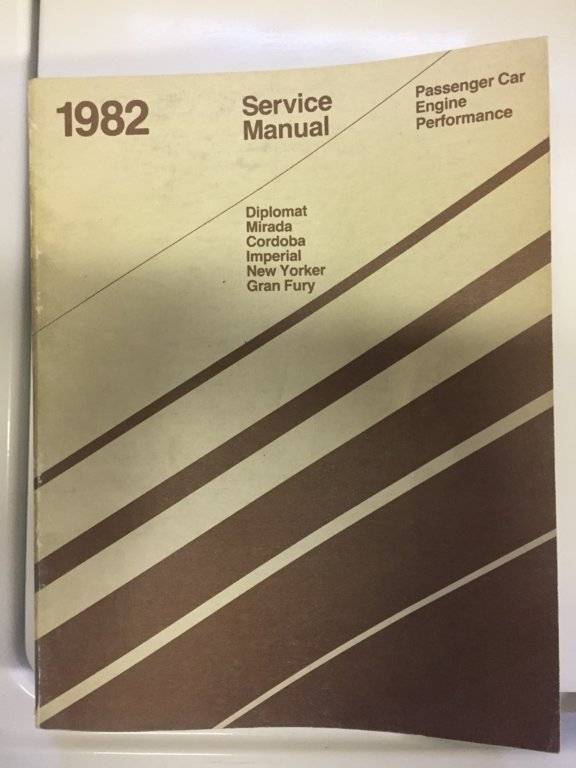 1982
Service
Manual
Passenger Car
Engine
Performance
Diplomat
Mirada
Cordoba
Imperial
New Yorker
Gran Fury